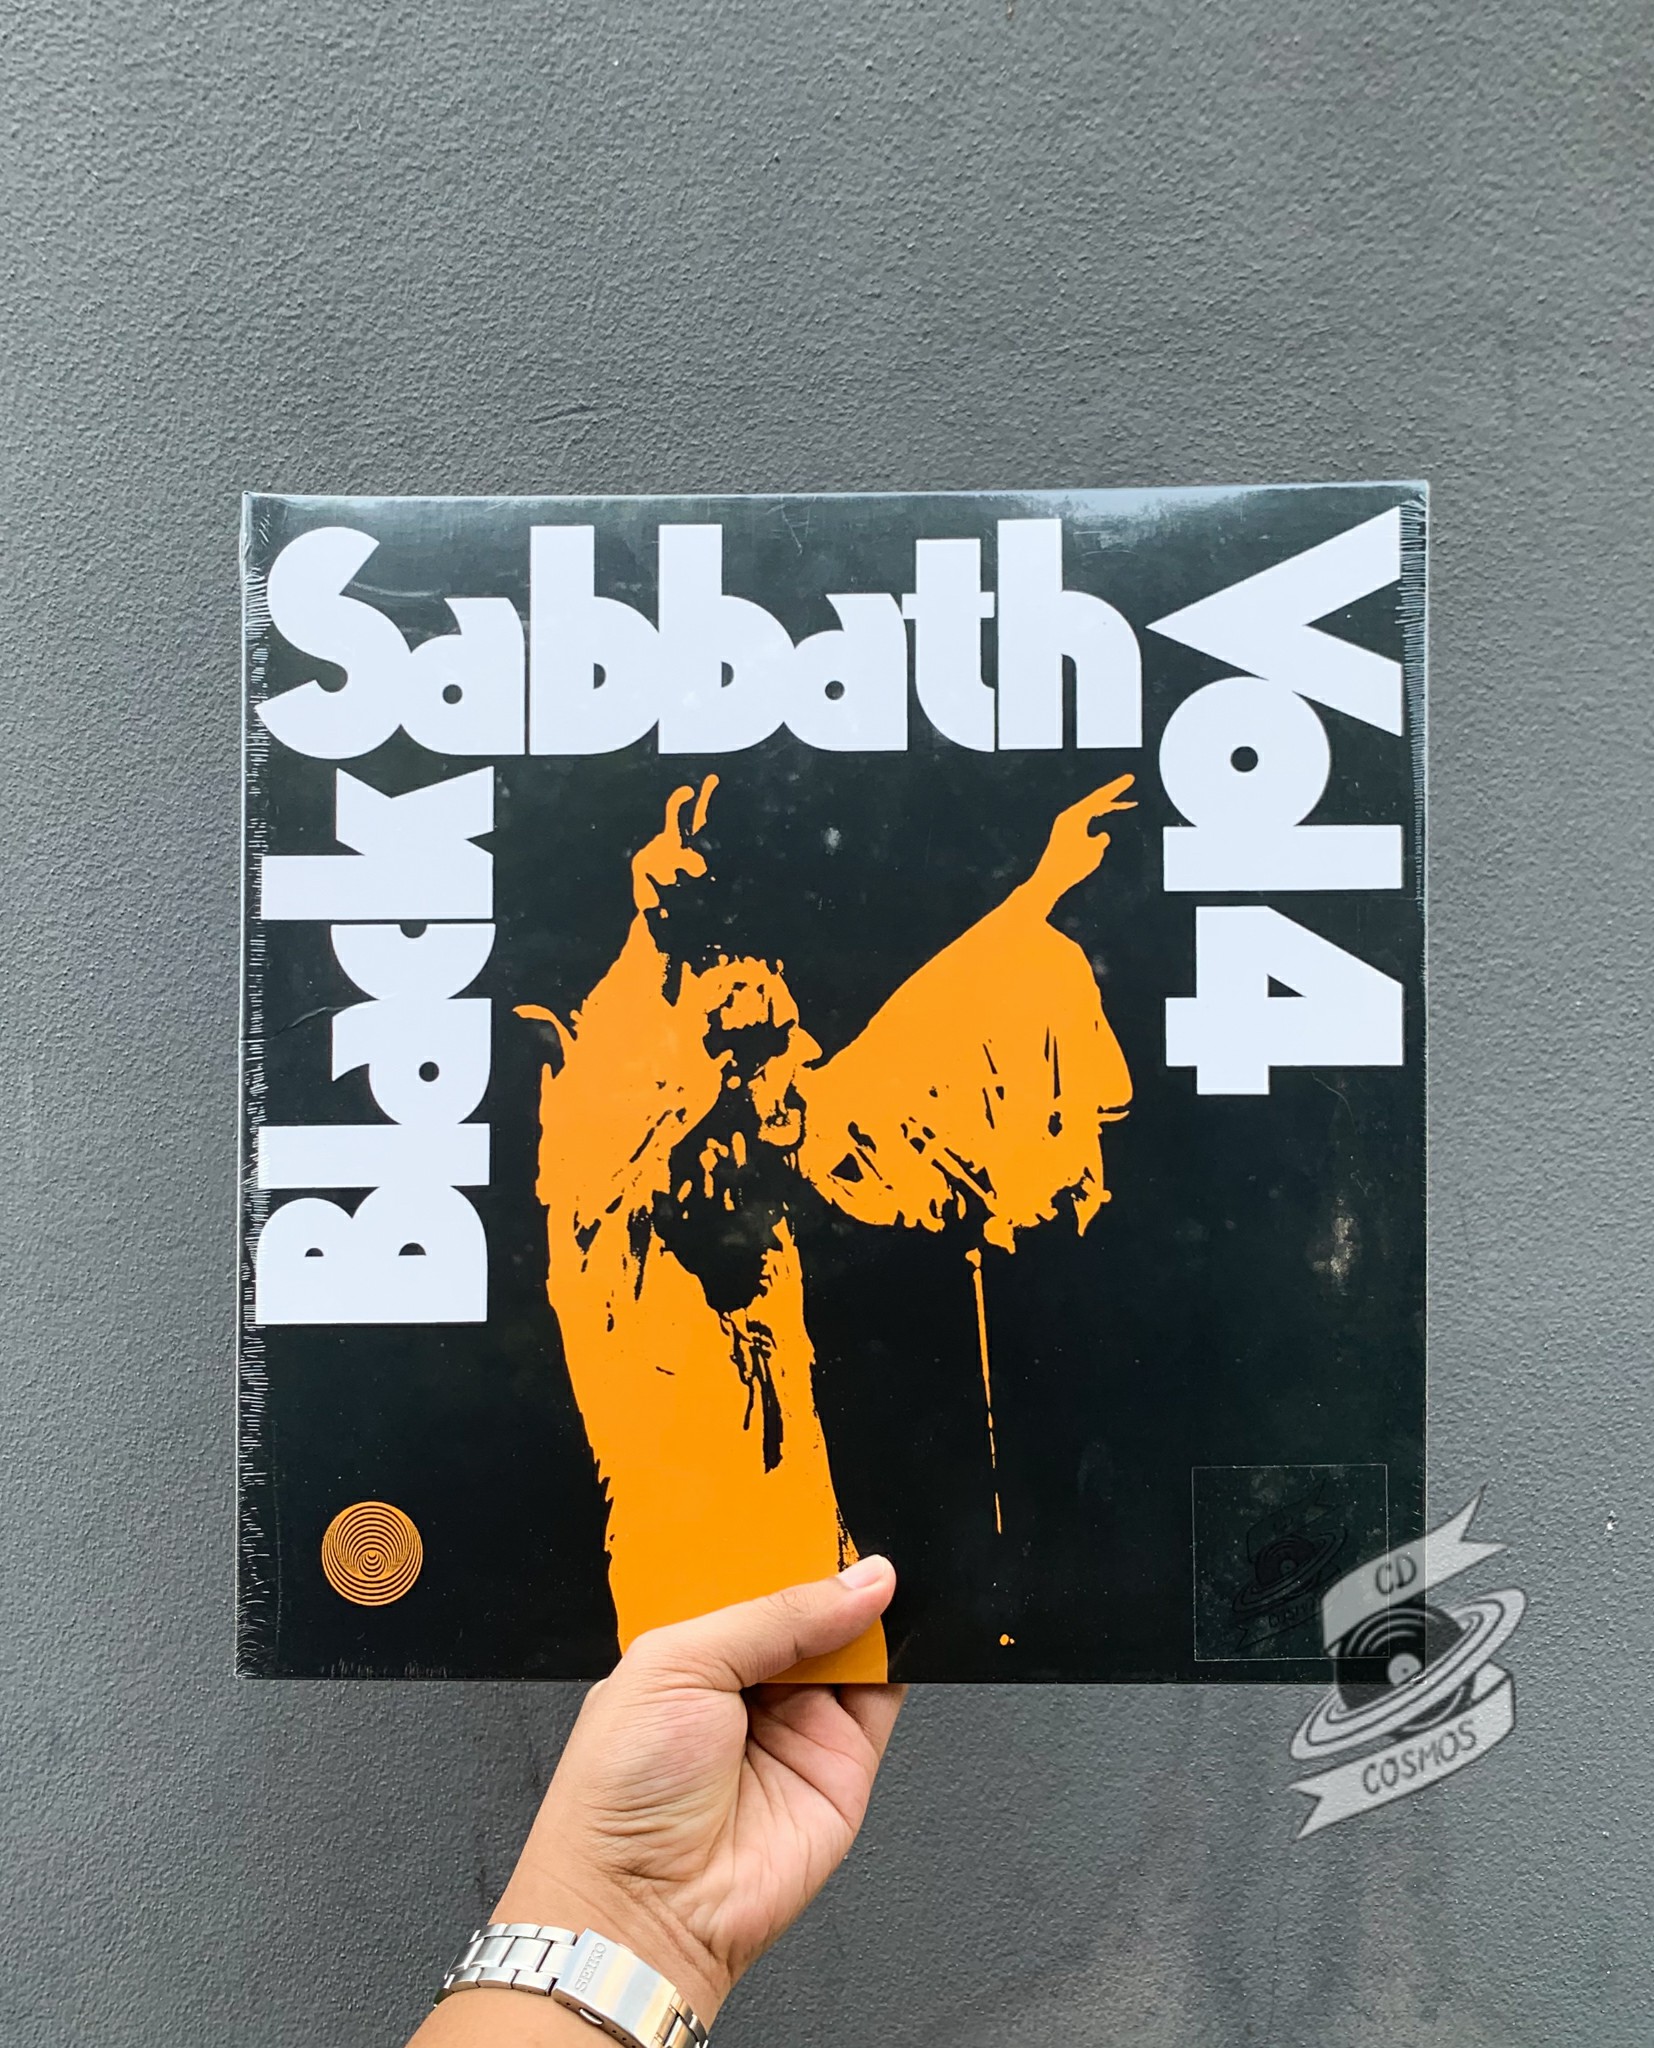 Black
Sabbath
Vol 4
CD
COSMOS
SEIKO